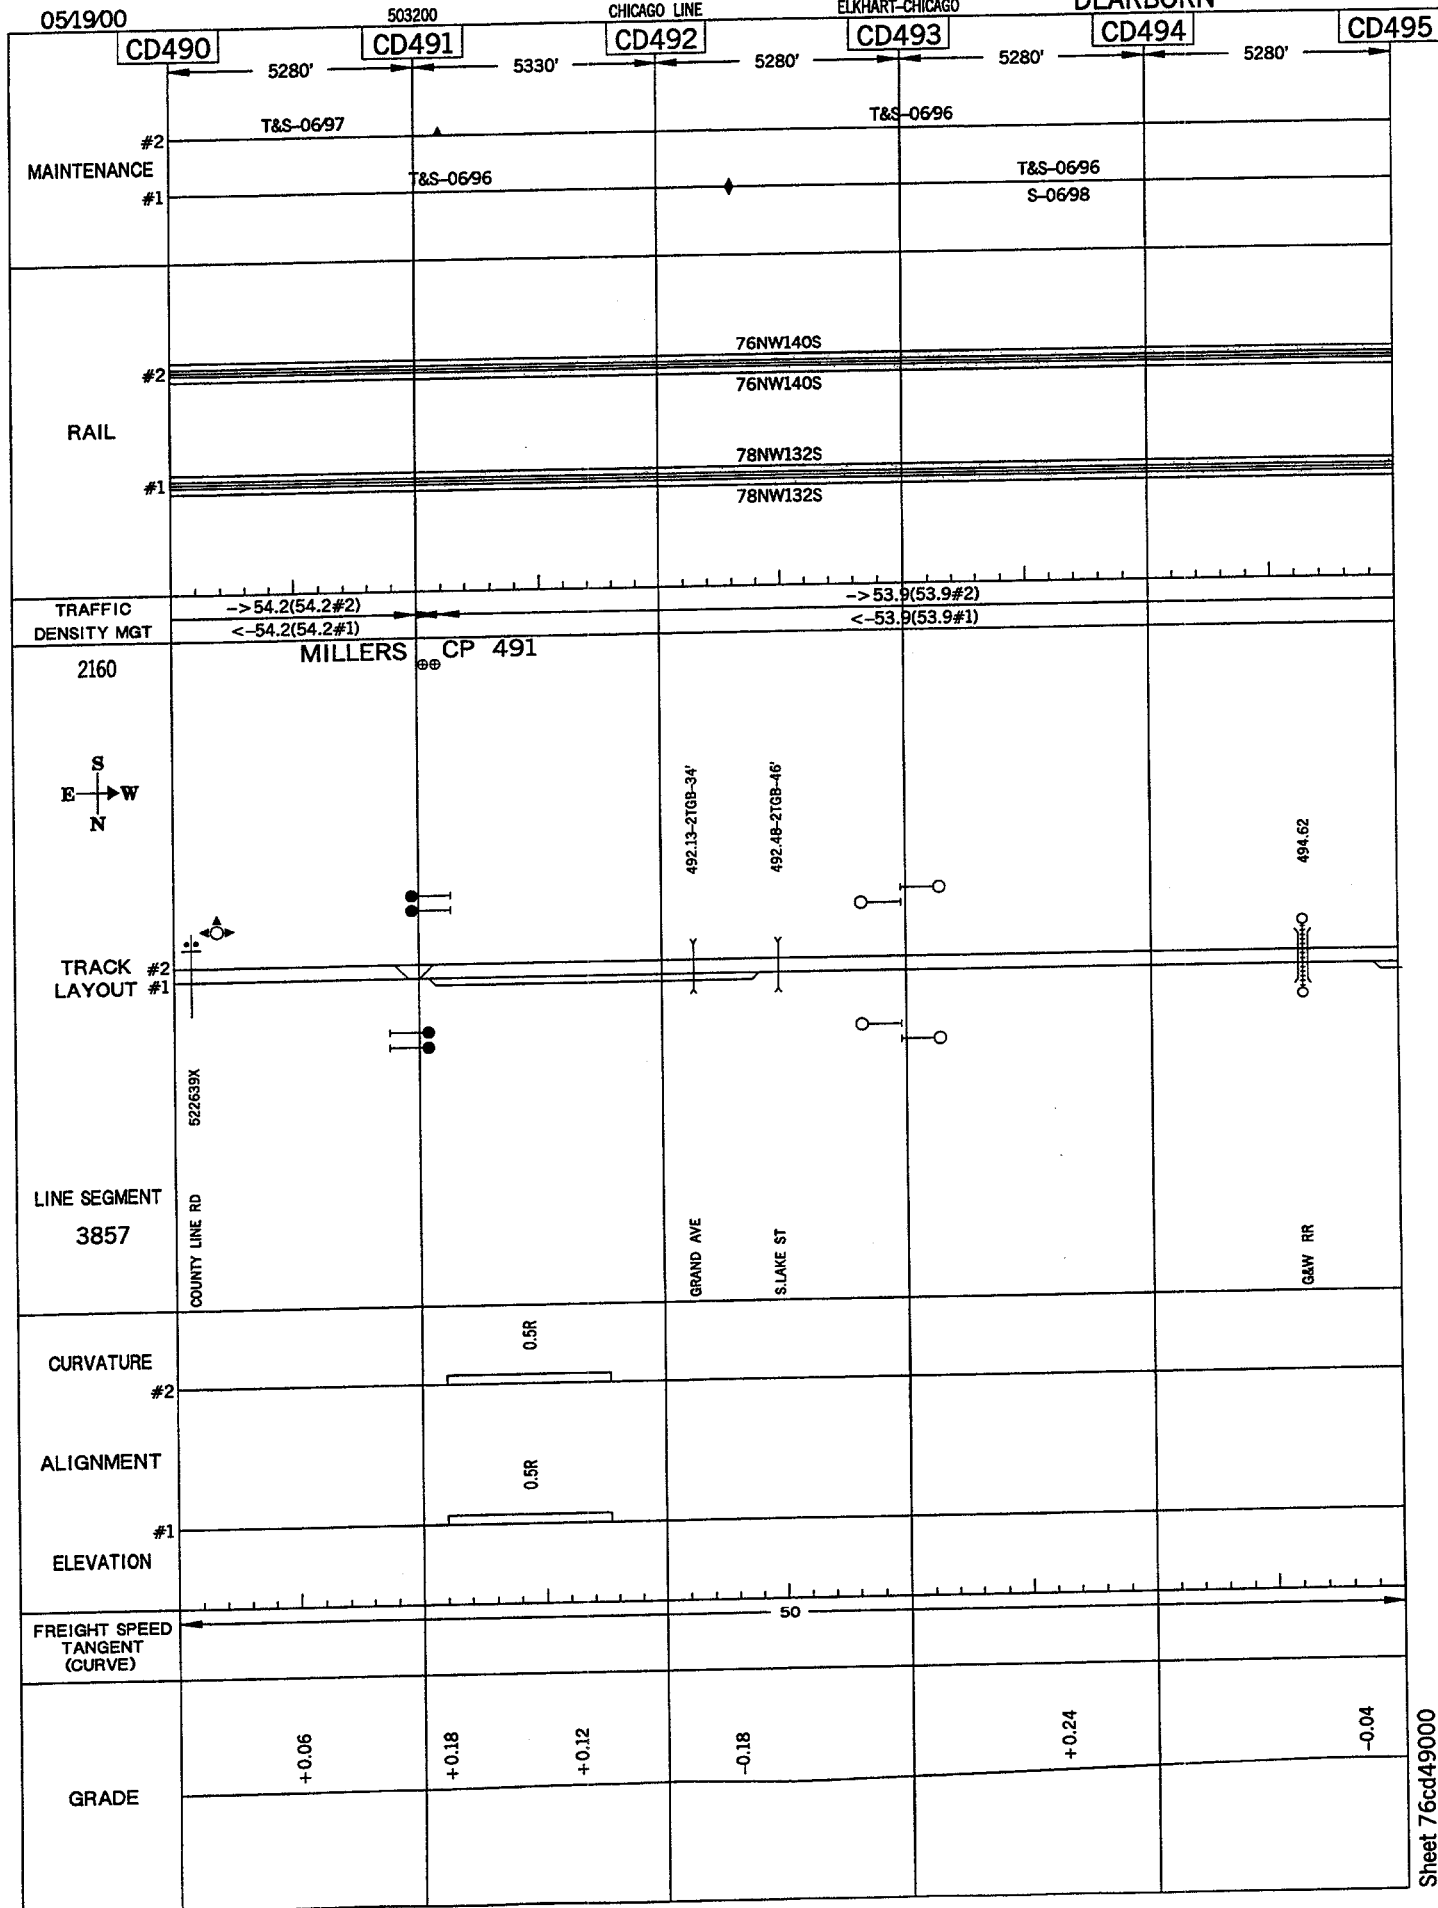 05/19/00
503200
CHICAGO LINE
ELKHART-CHICAGO
DEARBORN
CD490
CD491
CD492
CD493
CD494
CD495
5280'
5330'
5280'
5280'
5280'
MAINTENANCE
#2
T&S-06/97
T&S-06/96
#1
T&S-06/96
T&S-06/96
S-06/98
RAIL
#2
76NW140S
76NW140S
#1
78NW132S
78NW132S
TRAFFIC
DENSITY MGT
->54.2(54.2#2)
->53.9(53.9#2)
<-54.2(54.2#1)
<-53.9(53.9#1)
2160
MILLERS
CP 491
S
E W
N
492.13-2TGB-34'
492.48-2TGB-46'
494.62
TRACK #2
LAYOUT #1
522639X
LINE SEGMENT
3857
COUNTY LINE RD
GRAND AVE
S.LAKE ST
G&W RR
CURVATURE
#2
0.5R
ALIGNMENT
0.5R
#1
ELEVATION
FREIGHT SPEED
TANGENT
(CURVE)
50
GRADE
+0.06
+0.18
+0.12
-0.18
+0.24
-0.04
Sheet 76cd49000